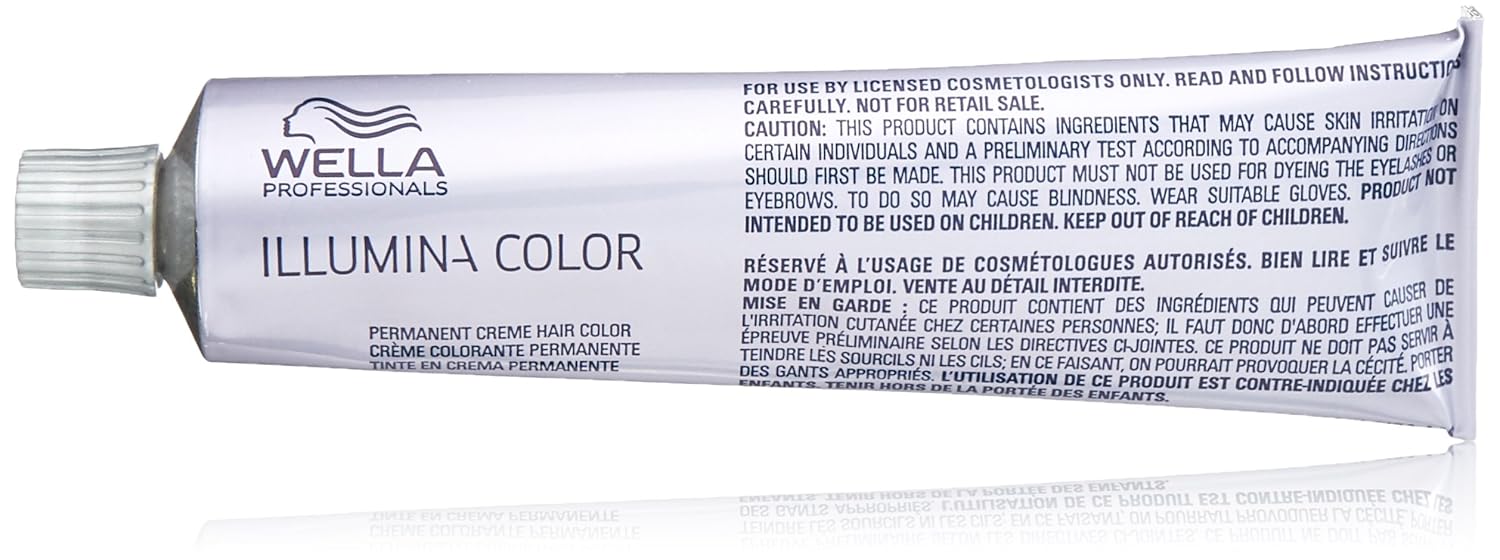 WELLA
PROFESSIONALS
ILLUMINA COLOR
PERMANENT CREME HAIR COLOR
CRÈME COLORANTE PERMANENTE
TINTE EN CREMA PERMANENTE
FOR USE BY LICENSED COSMETOLOGISTS ONLY. READ AND FOLLOW INSTRUCTIONS
CAREFULLY. NOT FOR RETAIL SALE.
CAUTION: THIS PRODUCT CONTAINS INGREDIENTS THAT MAY CAUSE SKIN IRRITATION ON
CERTAIN INDIVIDUALS AND A PRELIMINARY TEST ACCORDING TO ACCOMPANYING DIRECTIONS
SHOULD FIRST BE MADE. THIS PRODUCT MUST NOT BE USED FOR DYEING THE EYELASHES OR
EYEBROWS. TO DO SO MAY CAUSE BLINDNESS. WEAR SUITABLE GLOVES. PRODUCT NOT
INTENDED TO BE USED ON CHILDREN. KEEP OUT OF REACH OF CHILDREN.
RÉSERVÉ À L'USAGE DE COSMÉTOLOGUES AUTORISÉS. BIEN LIRE ET SUIVRE LE
MODE D'EMPLOI. VENTE AU DÉTAIL INTERDITE.
MISE EN GARDE : CE PRODUIT CONTIENT DES INGRÉDIENTS QUI PEUVENT CAUSER DE
L'IRRITATION CUTANÉE CHEZ CERTAINES PERSONNES; IL FAUT DONC D'ABORD EFFECTUER UNE
ÉPREUVE PRÉLIMINAIRE SELON LES DIRECTIVES CI-JOINTES. CE PRODUIT NE DOIT PAS SERVIR À
TEINDRE LES SOURCILS NI LES CILS; EN CE FAISANT, ON POURRAIT PROVOQUER LA CÉCITÉ. PORTER
DES GANTS APPROPRIÉS. L'UTILISATION DE CE PRODUIT EST CONTRE-INDIQUÉE CHEZ LES
ENFANTS. TENIR HORS DE LA PORTÉE DES ENFANTS.